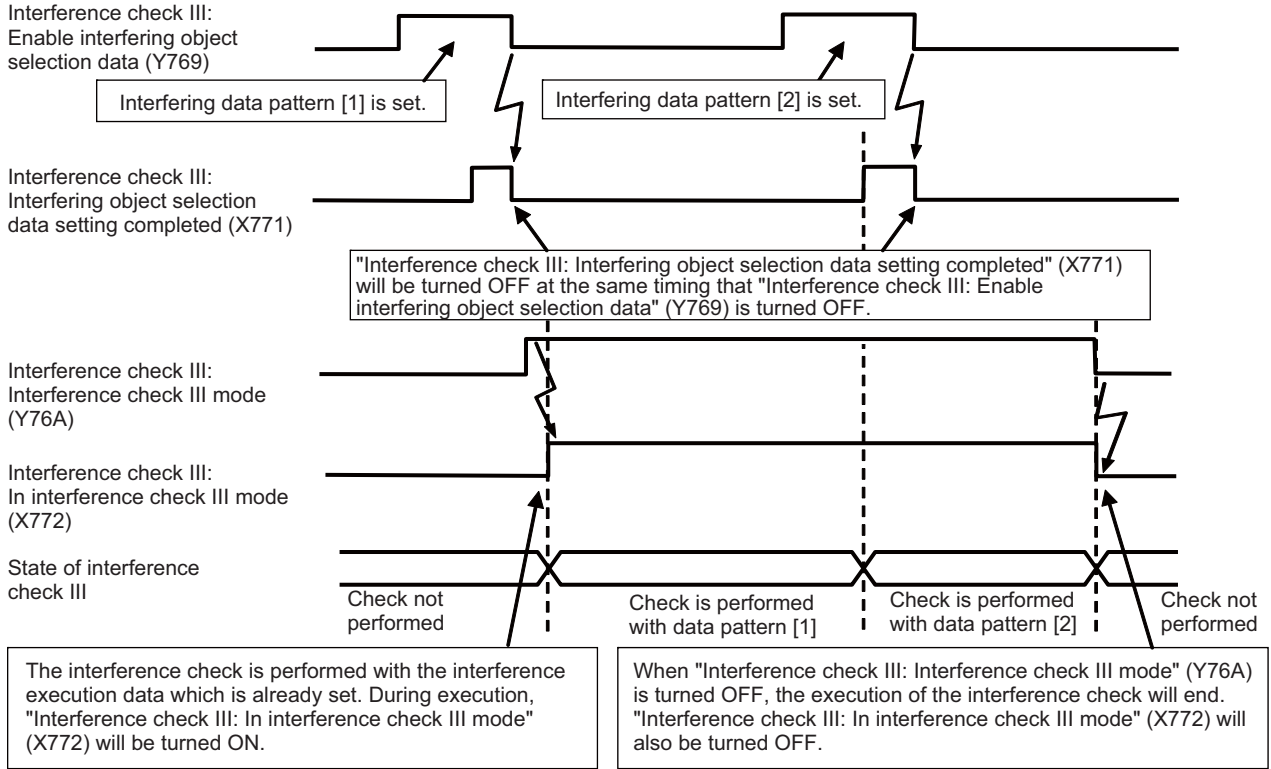 Interference check III:
Enable interfering object
selection data (Y769)
Interfering data pattern [1] is set.
Interfering data pattern [2] is set.
Interference check III:
Interfering object selection
data setting completed (X771)
"Interference check III: Interfering object selection data setting completed" (X771)
will be turned OFF at the same timing that "Interference check III: Enable
interfering object selection data" (Y769) is turned OFF.
Interference check III:
Interference check III mode
(Y76A)
Interference check III:
In interference check III mode
(X772)
State of interference
check III
Check not
performed
Check is performed
with data pattern [1]
Check is performed
with data pattern [2]
Check not
performed
The interference check is performed with the interference
execution data which is already set. During execution,
"Interference check III: In interference check III mode"
(X772) will be turned ON.
When "Interference check III: Interference check III mode" (Y76A)
is turned OFF, the execution of the interference check will end.
"Interference check III: In interference check III mode" (X772) will
also be turned OFF.